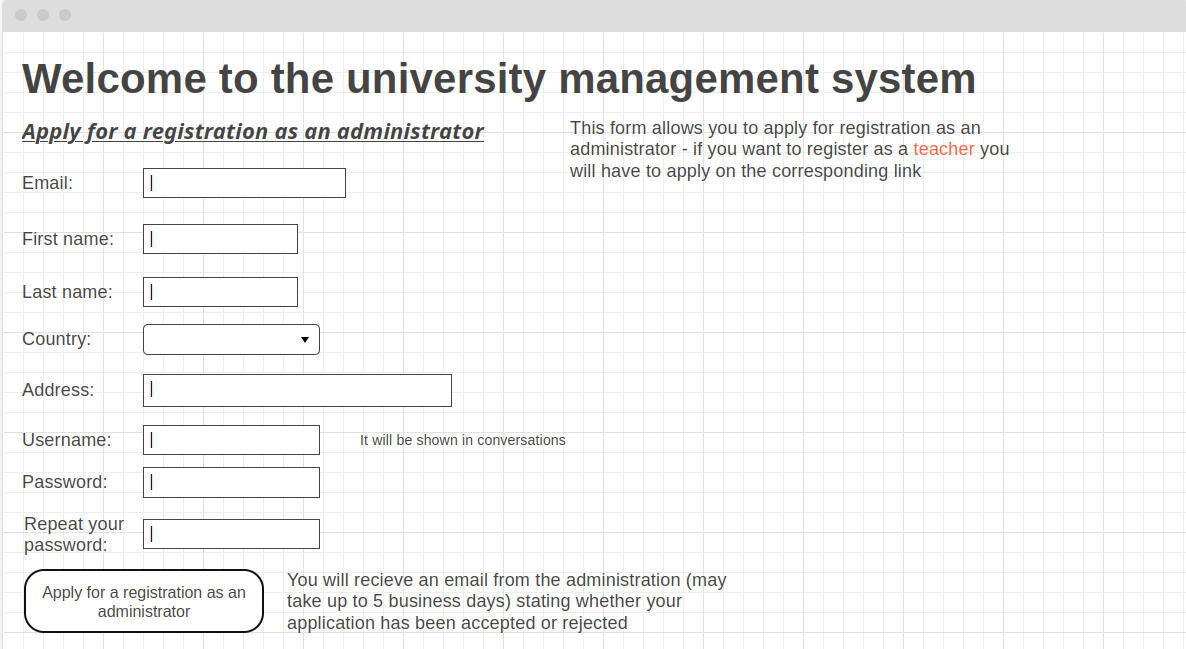 Welcome to the university management system
Apply for a registration as an administrator
This form allows you to apply for registration as an
administrator - if you want to register as a teacher you
will have to apply on the corresponding link
Email:
First name:
Last name:
Country:
Address:
Username:
It will be shown in conversations
Password:
Repeat your
password:
Apply for a registration as an
administrator
You will recieve an email from the administration (may
take up to 5 business days) stating whether your
application has been accepted or rejected